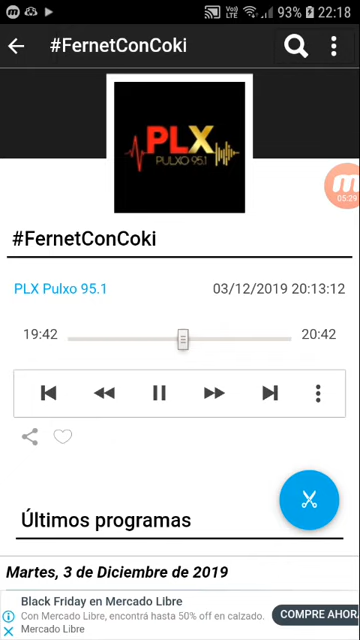 93% 22:18
#FernetConCoki
PLX
PULXO 95.1
05:29
#FernetConCoki
PLX Pulxo 95.1 03/12/2019 20:13:12
19:42 20:42
Últimos programas
Martes, 3 de Diciembre de 2019
Black Friday en Mercado Libre
Con Mercado Libre, encontrá hasta 50% off en calzado.
Mercado Libre
COMPRE AHOR